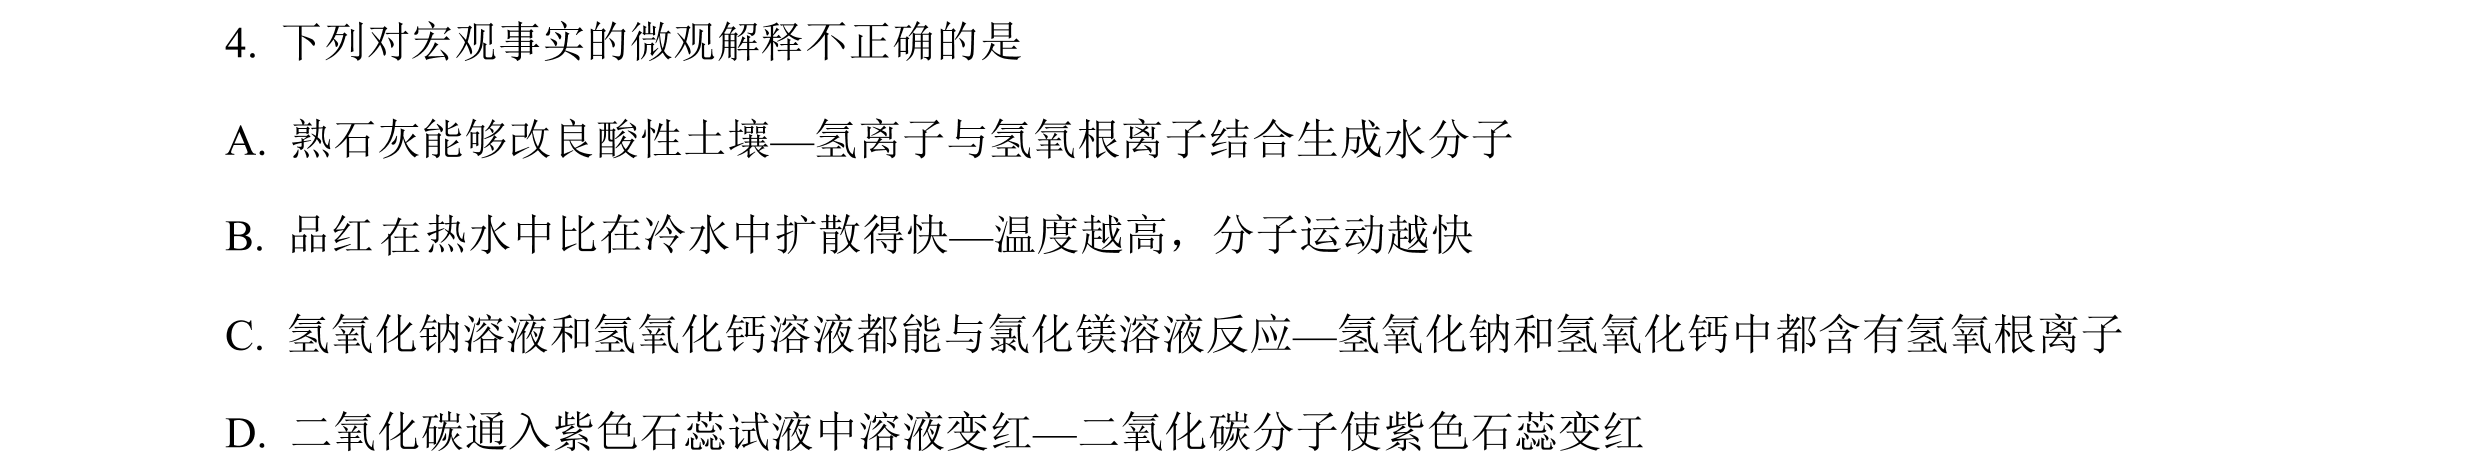 4. 下列对宏观事实的微观解释不正确的是
A. 熟石灰能够改良酸性土壤—氢离子与氢氧根离子结合生成水分子
B. 品红在热水中比在冷水中扩散得快—温度越高，分子运动越快
C. 氢氧化钠溶液和氢氧化钙溶液都能与氯化镁溶液反应—氢氧化钠和氢氧化钙中都含有氢氧根离子
D. 二氧化碳通入紫色石蕊试液中溶液变红—二氧化碳分子使紫色石蕊变红